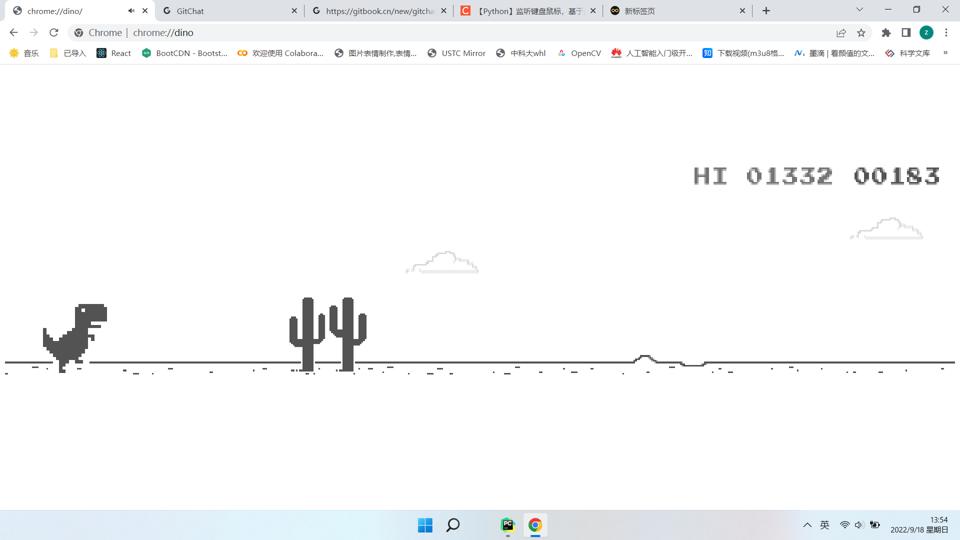 chrome://dino/
GitChat
https://gitbook.cn/new/gitcha
【Python】监听键盘鼠标，基于
新标签页
Chrome | chrome://dino
z
音乐
已导入
React
BootCDN - Bootst...
欢迎使用 Colabora...
图片表情制作,表情...
USTC Mirror
中科大whl
OpenCV
人工智能入门极开...
知
下载视频(m3u8格...
墨滴 | 看颜值的文...
科学文库
»
HI 01332 00183
PC
英
13:54
2022/9/18 星期日